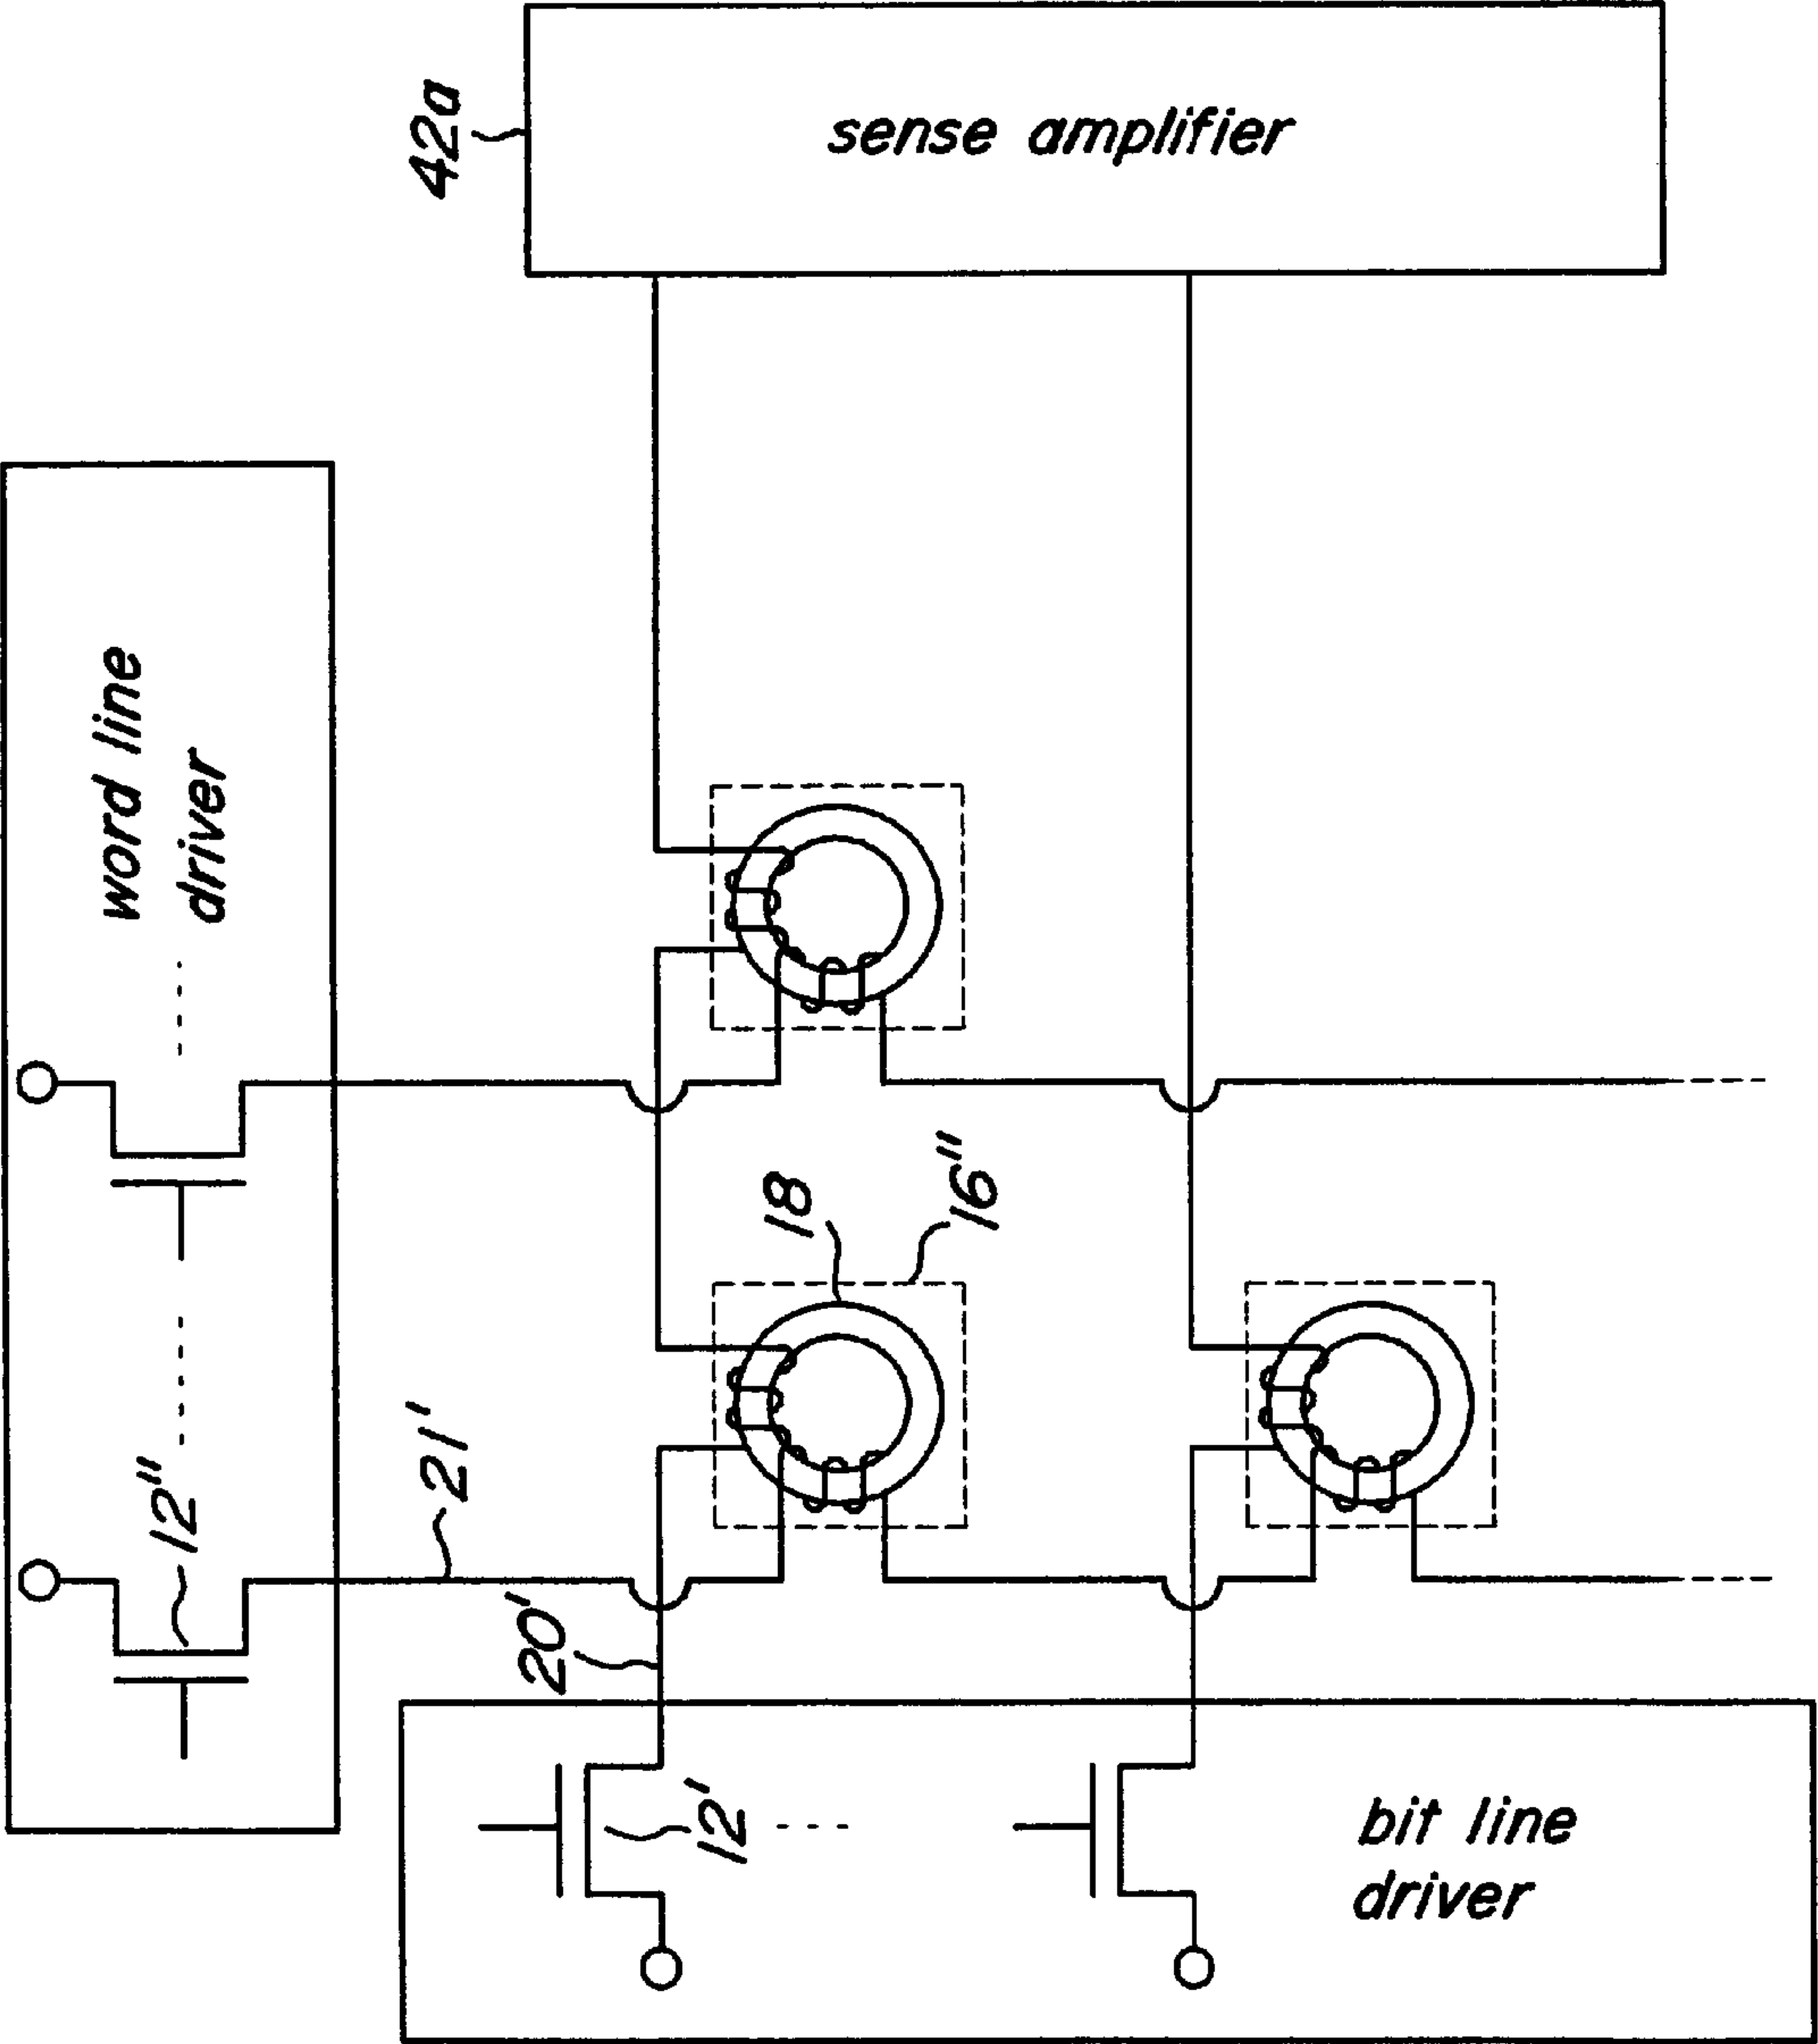 42a
sense amplifier
word line
driver
18
16"
21'
12"
20'
12'
bit line
driver